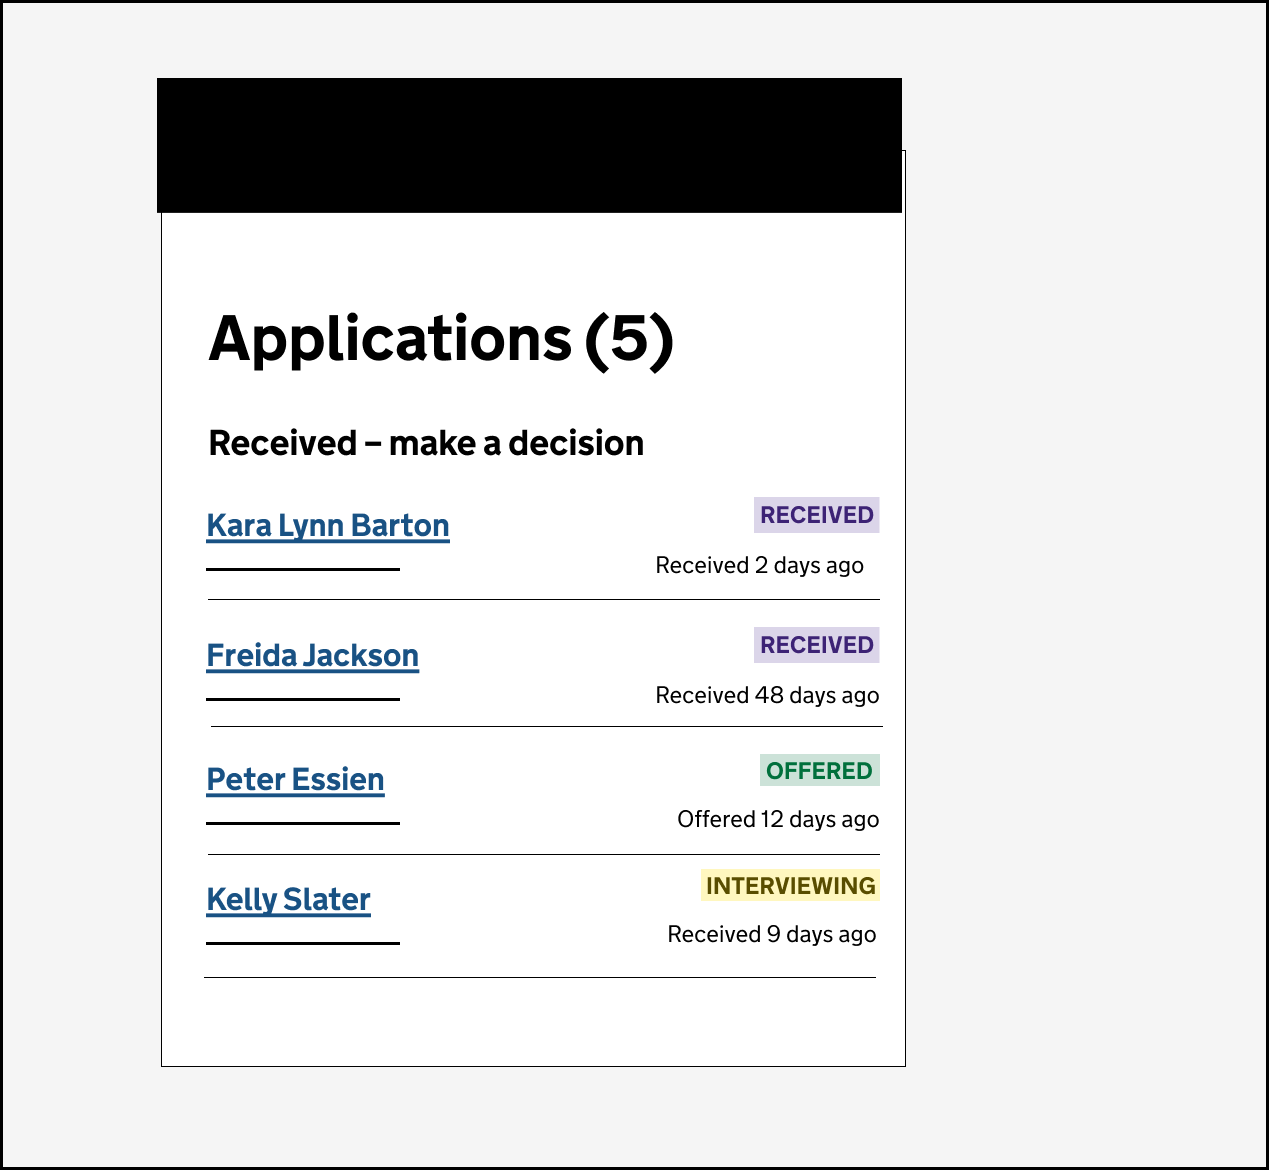 Applications (5)
Received – make a decision
Kara Lynn Barton
RECEIVED
Received 2 days ago
Freida Jackson
RECEIVED
Received 48 days ago
Peter Essien
OFFERED
Offered 12 days ago
Kelly Slater
INTERVIEWING
Received 9 days ago